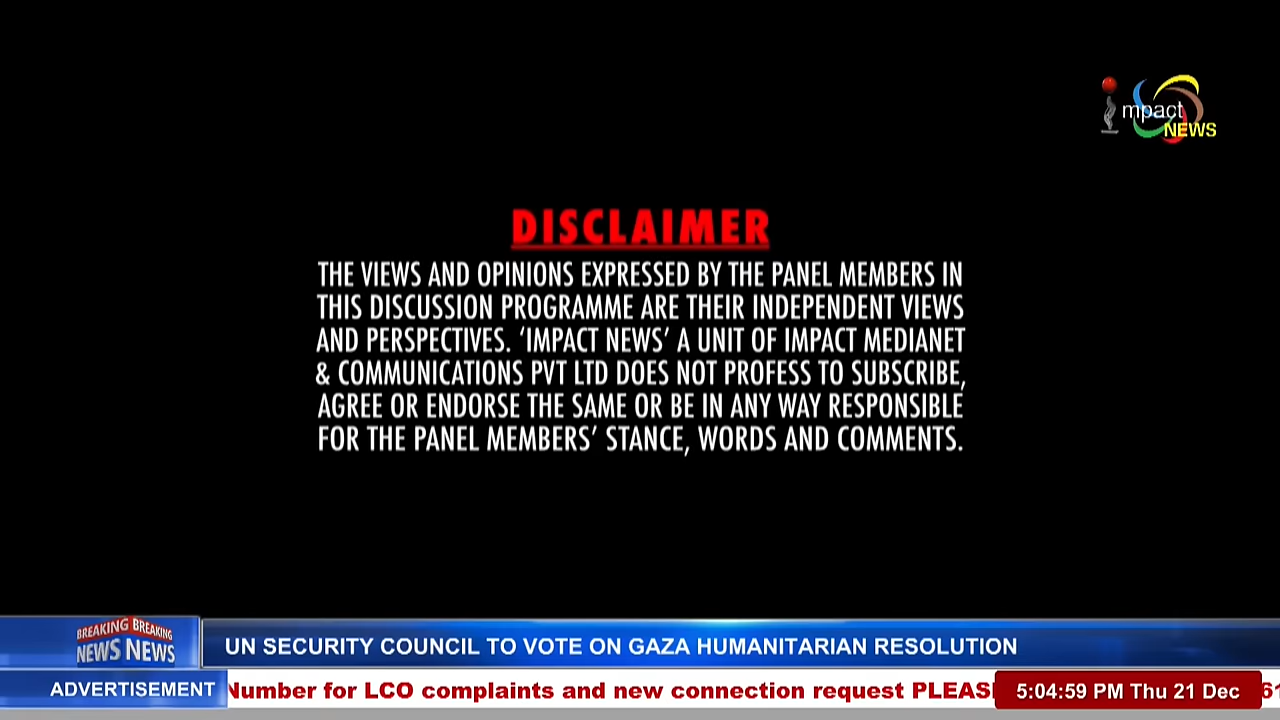 mpact
NEWS
DISCLAIMER
THE VIEWS AND OPINIONS EXPRESSED BY THE PANEL MEMBERS IN
THIS DISCUSSION PROGRAMME ARE THEIR INDEPENDENT VIEWS
AND PERSPECTIVES. ‘IMPACT NEWS’ A UNIT OF IMPACT MEDIANET
& COMMUNICATIONS PVT LTD DOES NOT PROFESS TO SUBSCRIBE,
AGREE OR ENDORSE THE SAME OR BE IN ANY WAY RESPONSIBLE
FOR THE PANEL MEMBERS’ STANCE, WORDS AND COMMENTS.
BREAKING BREAKING
NEWS NEWS
UN SECURITY COUNCIL TO VOTE ON GAZA HUMANITARIAN RESOLUTION
ADVERTISEMENT Number for LCO complaints and new connection request 5:04:59 PM Thu 21 Dec